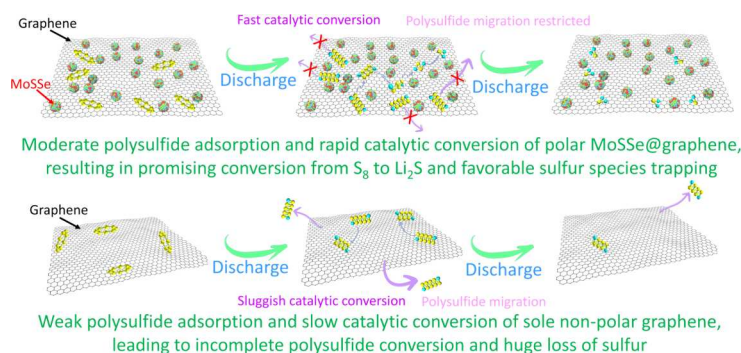 Graphene
Fast catalytic conversion
Polysulfide migration restricted
MoSSe
Discharge
Discharge
Moderate polysulfide adsorption and rapid catalytic conversion of polar MoSSe@graphene,
resulting in promising conversion from S₈ to Li₂S and favorable sulfur species trapping
Graphene
Discharge
Discharge
Sluggish catalytic conversion
Polysulfide migration
Weak polysulfide adsorption and slow catalytic conversion of sole non-polar graphene,
leading to incomplete polysulfide conversion and huge loss of sulfur